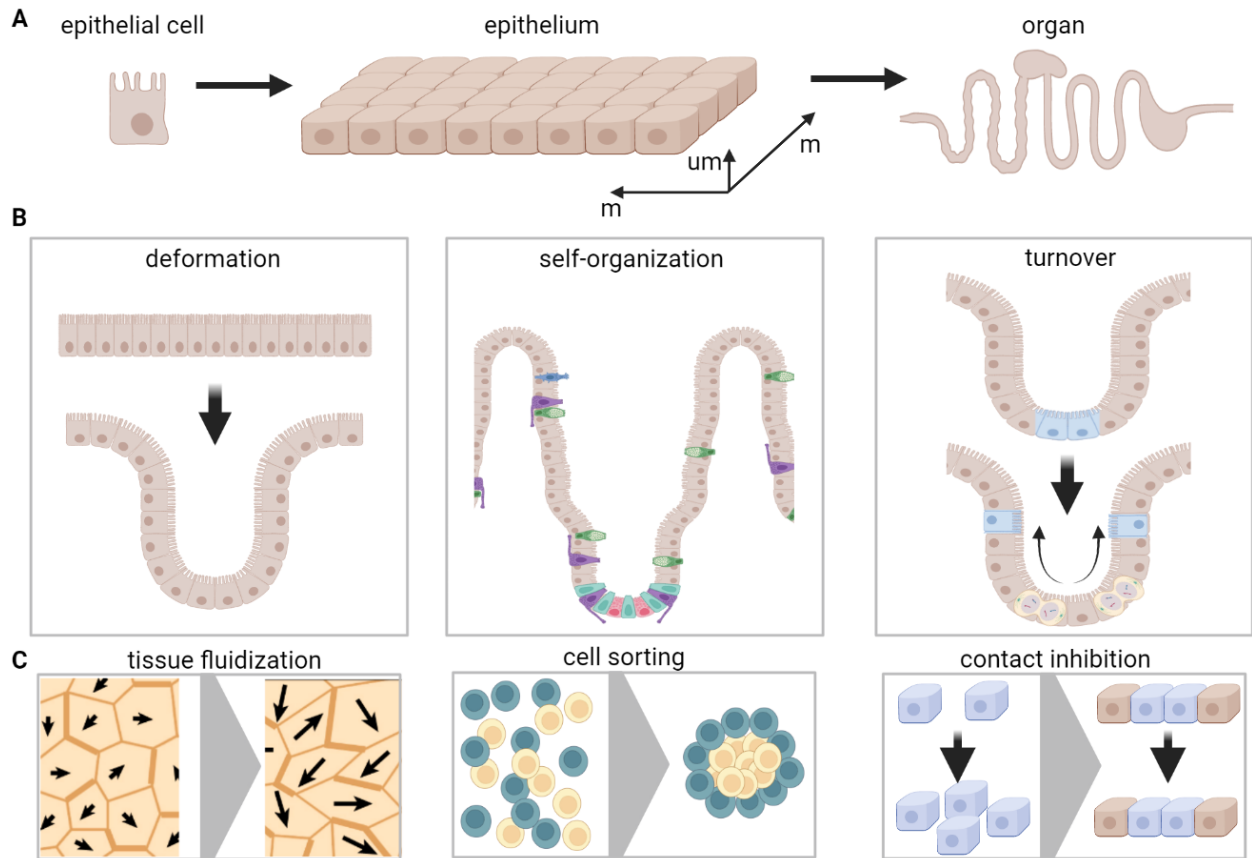 A
epithelial cell
epithelium
organ
um
m
m
B
deformation
self-organization
turnover
C
tissue fluidization
cell sorting
contact inhibition